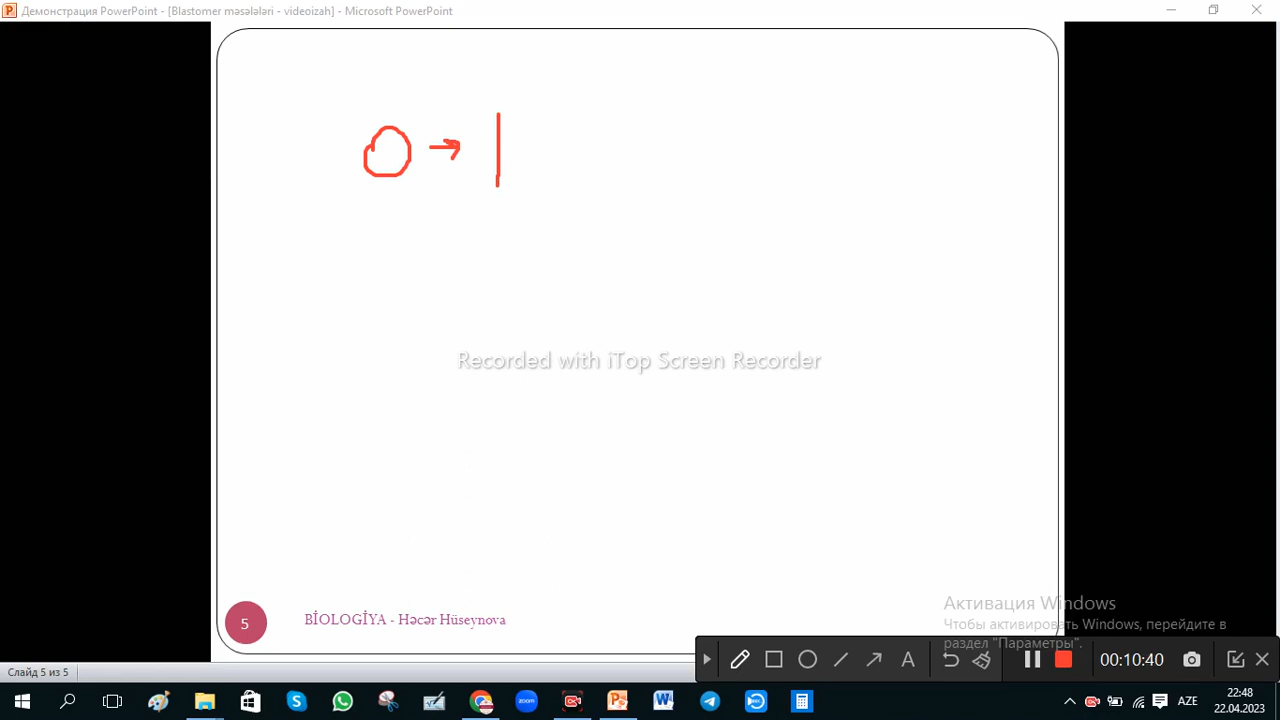 Демонстрация PowerPoint - [Blastomer məsələləri - videoizah] - Microsoft PowerPoint
Recorded with iTop Screen Recorder
BİOLOGİYA - Həcər Hüseynova
5
Активация Windows
Чтобы активировать Windows, перейдите в
раздел "Параметры".
A
00:10:40
Слайд 5 из 5
zoom
AZE
22:48
22.04.2023